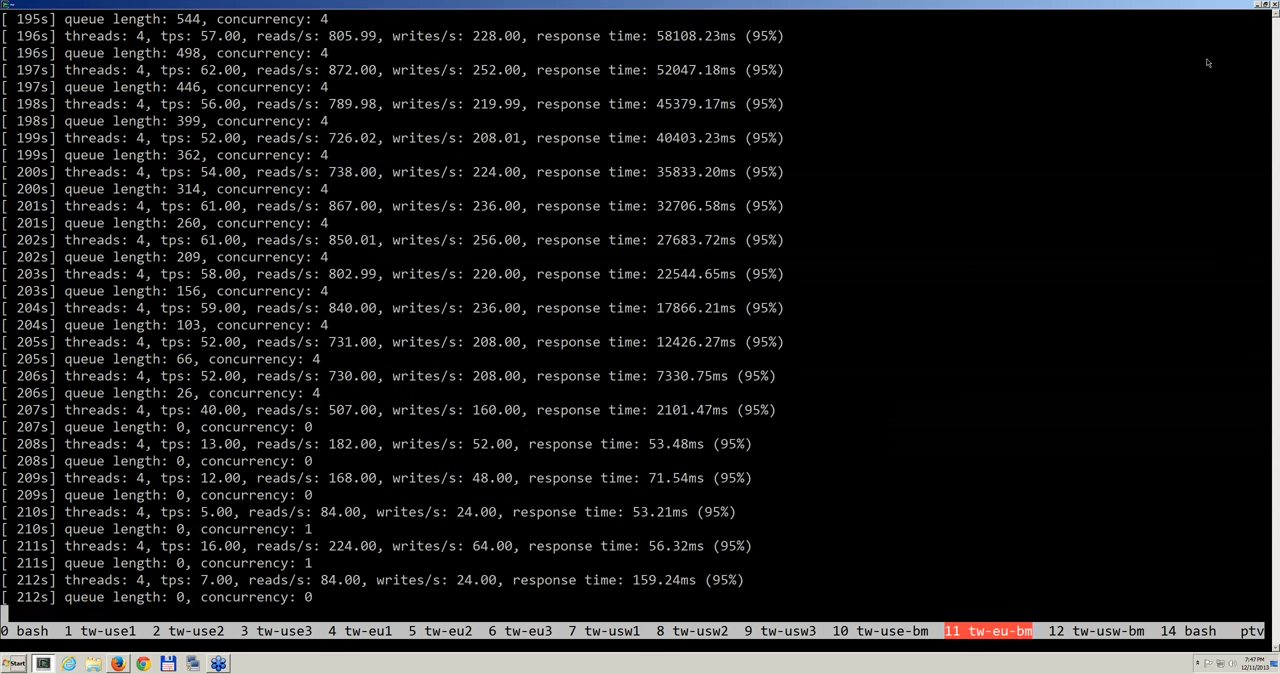 [ 195s] queue length: 544, concurrency: 4
[ 196s] threads: 4, tps: 57.00, reads/s: 805.99, writes/s: 228.00, response time: 58108.23ms (95%)
[ 196s] queue length: 498, concurrency: 4
[ 197s] threads: 4, tps: 62.00, reads/s: 872.00, writes/s: 252.00, response time: 52047.18ms (95%)
[ 197s] queue length: 446, concurrency: 4
[ 198s] threads: 4, tps: 56.00, reads/s: 789.98, writes/s: 219.99, response time: 45379.17ms (95%)
[ 198s] queue length: 399, concurrency: 4
[ 199s] threads: 4, tps: 52.00, reads/s: 726.02, writes/s: 208.01, response time: 40403.23ms (95%)
[ 199s] queue length: 362, concurrency: 4
[ 200s] threads: 4, tps: 54.00, reads/s: 738.00, writes/s: 224.00, response time: 35833.20ms (95%)
[ 200s] queue length: 314, concurrency: 4
[ 201s] threads: 4, tps: 61.00, reads/s: 867.00, writes/s: 236.00, response time: 32706.58ms (95%)
[ 201s] queue length: 260, concurrency: 4
[ 202s] threads: 4, tps: 61.00, reads/s: 850.01, writes/s: 256.00, response time: 27683.72ms (95%)
[ 202s] queue length: 209, concurrency: 4
[ 203s] threads: 4, tps: 58.00, reads/s: 802.99, writes/s: 220.00, response time: 22544.65ms (95%)
[ 203s] queue length: 156, concurrency: 4
[ 204s] threads: 4, tps: 59.00, reads/s: 840.00, writes/s: 236.00, response time: 17866.21ms (95%)
[ 204s] queue length: 103, concurrency: 4
[ 205s] threads: 4, tps: 52.00, reads/s: 731.00, writes/s: 208.00, response time: 12426.27ms (95%)
[ 205s] queue length: 66, concurrency: 4
[ 206s] threads: 4, tps: 52.00, reads/s: 730.00, writes/s: 208.00, response time: 7330.75ms (95%)
[ 206s] queue length: 26, concurrency: 4
[ 207s] threads: 4, tps: 40.00, reads/s: 507.00, writes/s: 160.00, response time: 2101.47ms (95%)
[ 207s] queue length: 0, concurrency: 0
[ 208s] threads: 4, tps: 13.00, reads/s: 182.00, writes/s: 52.00, response time: 53.48ms (95%)
[ 208s] queue length: 0, concurrency: 0
[ 209s] threads: 4, tps: 12.00, reads/s: 168.00, writes/s: 48.00, response time: 71.54ms (95%)
[ 209s] queue length: 0, concurrency: 0
[ 210s] threads: 4, tps: 5.00, reads/s: 84.00, writes/s: 24.00, response time: 53.21ms (95%)
[ 210s] queue length: 0, concurrency: 1
[ 211s] threads: 4, tps: 16.00, reads/s: 224.00, writes/s: 64.00, response time: 56.32ms (95%)
[ 211s] queue length: 0, concurrency: 1
[ 212s] threads: 4, tps: 7.00, reads/s: 84.00, writes/s: 24.00, response time: 159.24ms (95%)
[ 212s] queue length: 0, concurrency: 0
0 bash 1 tw-use1 2 tw-use2 3 tw-use3 4 tw-eu1 5 tw-eu2 6 tw-eu3 7 tw-usw1 8 tw-usw2 9 tw-usw3 10 tw-use-bm 11 tw-eu-bm 12 tw-usw-bm 14 bash ptv
Start
7:47 PM
12/11/2013